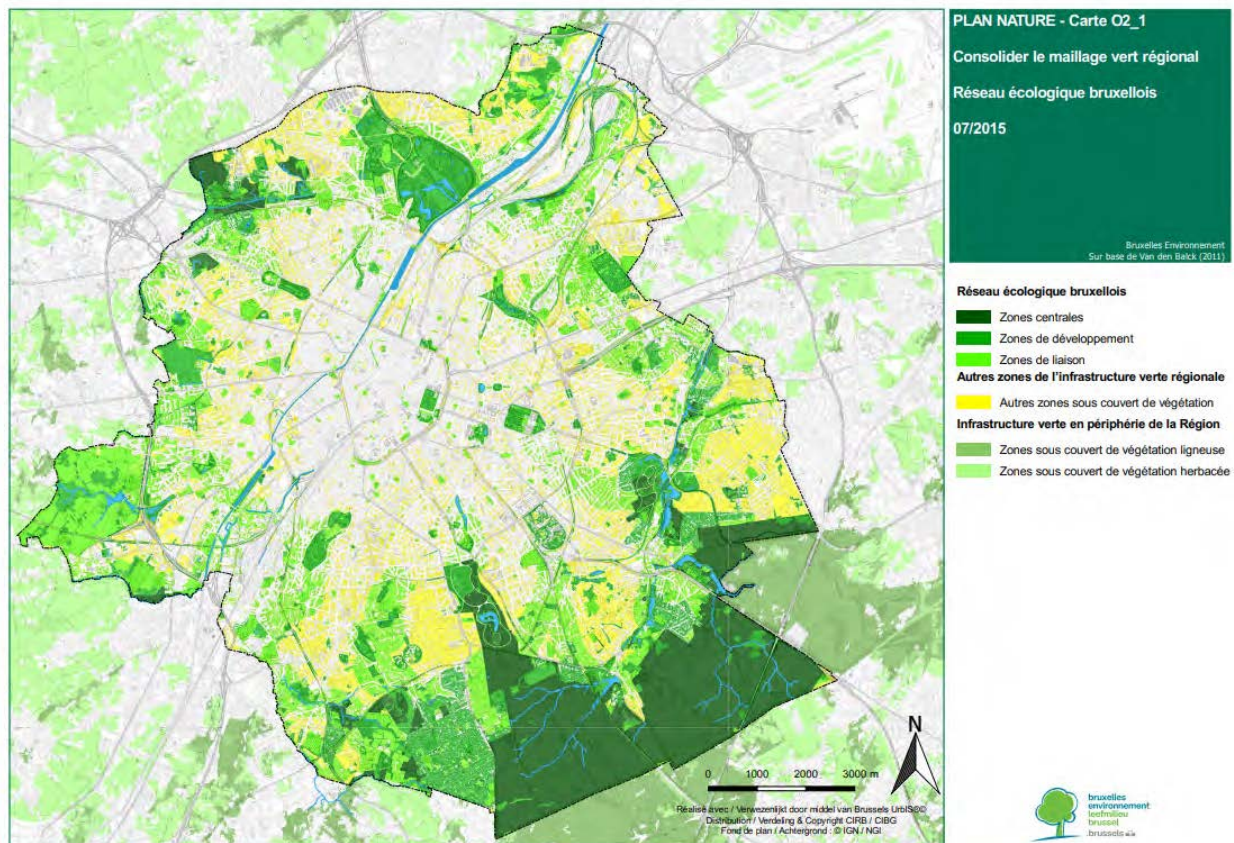 PLAN NATURE - Carte O2_1
Consolider le maillage vert régional
Réseau écologique bruxellois
07/2015
Bruxelles Environnement
Sur base de Van den Balck (2011)
Réseau écologique bruxellois
Zones centrales
Zones de développement
Zones de liaison
Autres zones de l'infrastructure verte régionale
Autres zones sous couvert de végétation
Infrastructure verte en périphérie de la Région
Zones sous couvert de végétation ligneuse
Zones sous couvert de végétation herbacée
N
0 1000 2000 3000 m
Réalisé avec / Verwezenlijkt door middel van Brussels UrbIS®©
Distribution / Verdeling & Copyright CIRB / CIBG
Fond de plan / Achtergrond : © IGN / NGI
bruxelles
environnement
leefmilieu
brussel
.brussels